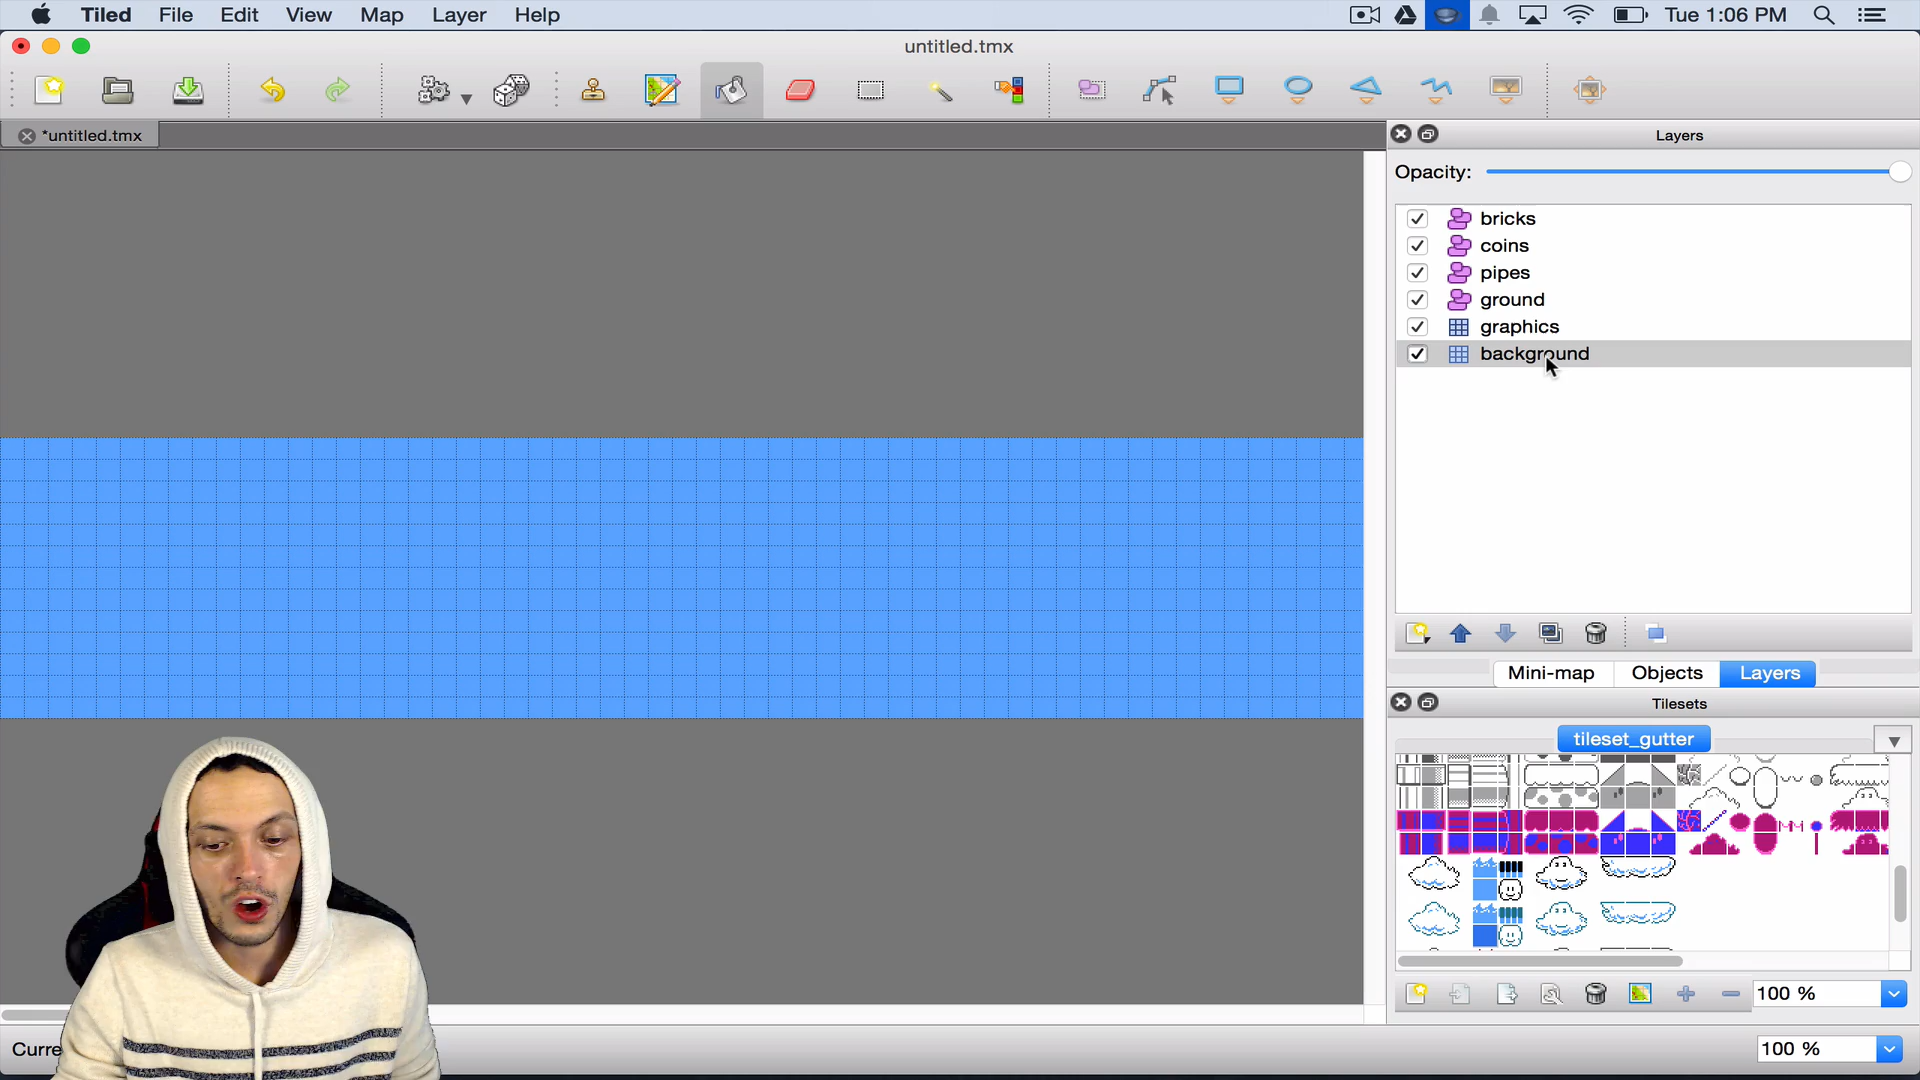 Tiled File Edit View Map Layer Help Tue 1:06 PM
untitled.tmx
*untitled.tmx
Layers
Opacity:
bricks
coins
pipes
ground
graphics
background
Mini-map Objects Layers
Tilesets
tileset_gutter
100 %
Curre
100 %